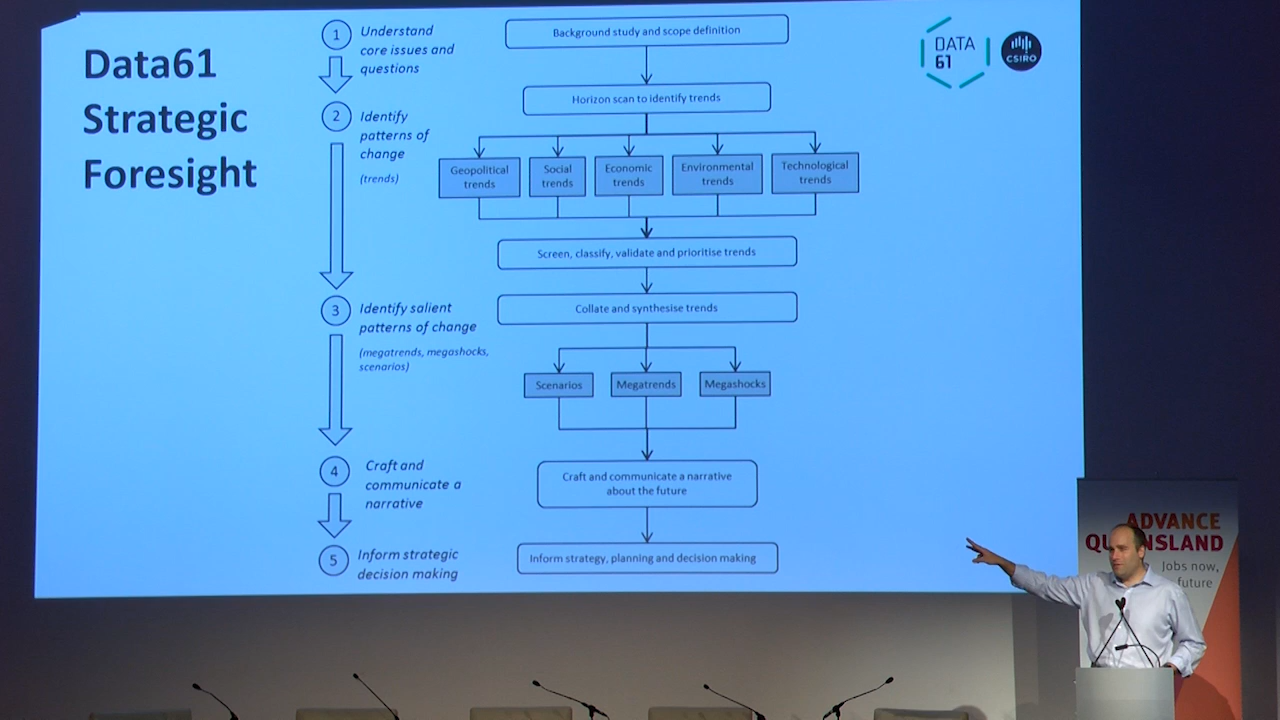 Data61
Strategic
Foresight
1
Understand
core issues and
questions
2
Identify
patterns of
change
(trends)
3
Identify salient
patterns of change
(megatrends, megashocks,
scenarios)
4
Craft and
communicate a
narrative
5
Inform strategic
decision making
Background study and scope definition
Horizon scan to identify trends
Geopolitical
trends
Social
trends
Economic
trends
Environmental
trends
Technological
trends
Screen, classify, validate and prioritise trends
Collate and synthesise trends
Scenarios
Megatrends
Megashocks
Craft and communicate a narrative
about the future
Inform strategy, planning and decision making
DATA
61
CSIRO
ADVANCE
Jobs now,
future